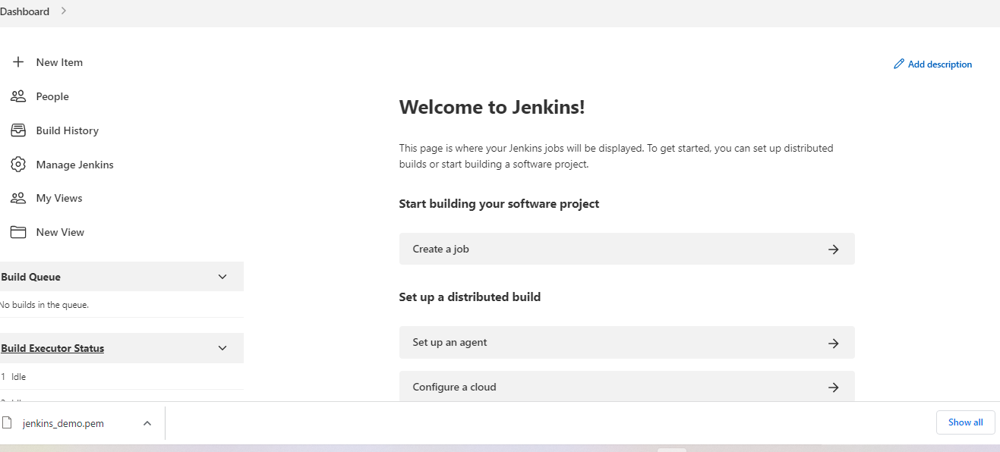 Dashboard
New Item
People
Build History
Manage Jenkins
My Views
New View
Build Queue
No builds in the queue.
Build Executor Status
1 Idle
Add description
Welcome to Jenkins!
This page is where your Jenkins jobs will be displayed. To get started, you can set up distributed
builds or start building a software project.
Start building your software project
Create a job
Set up a distributed build
Set up an agent
Configure a cloud
jenkins_demo.pem
Show all